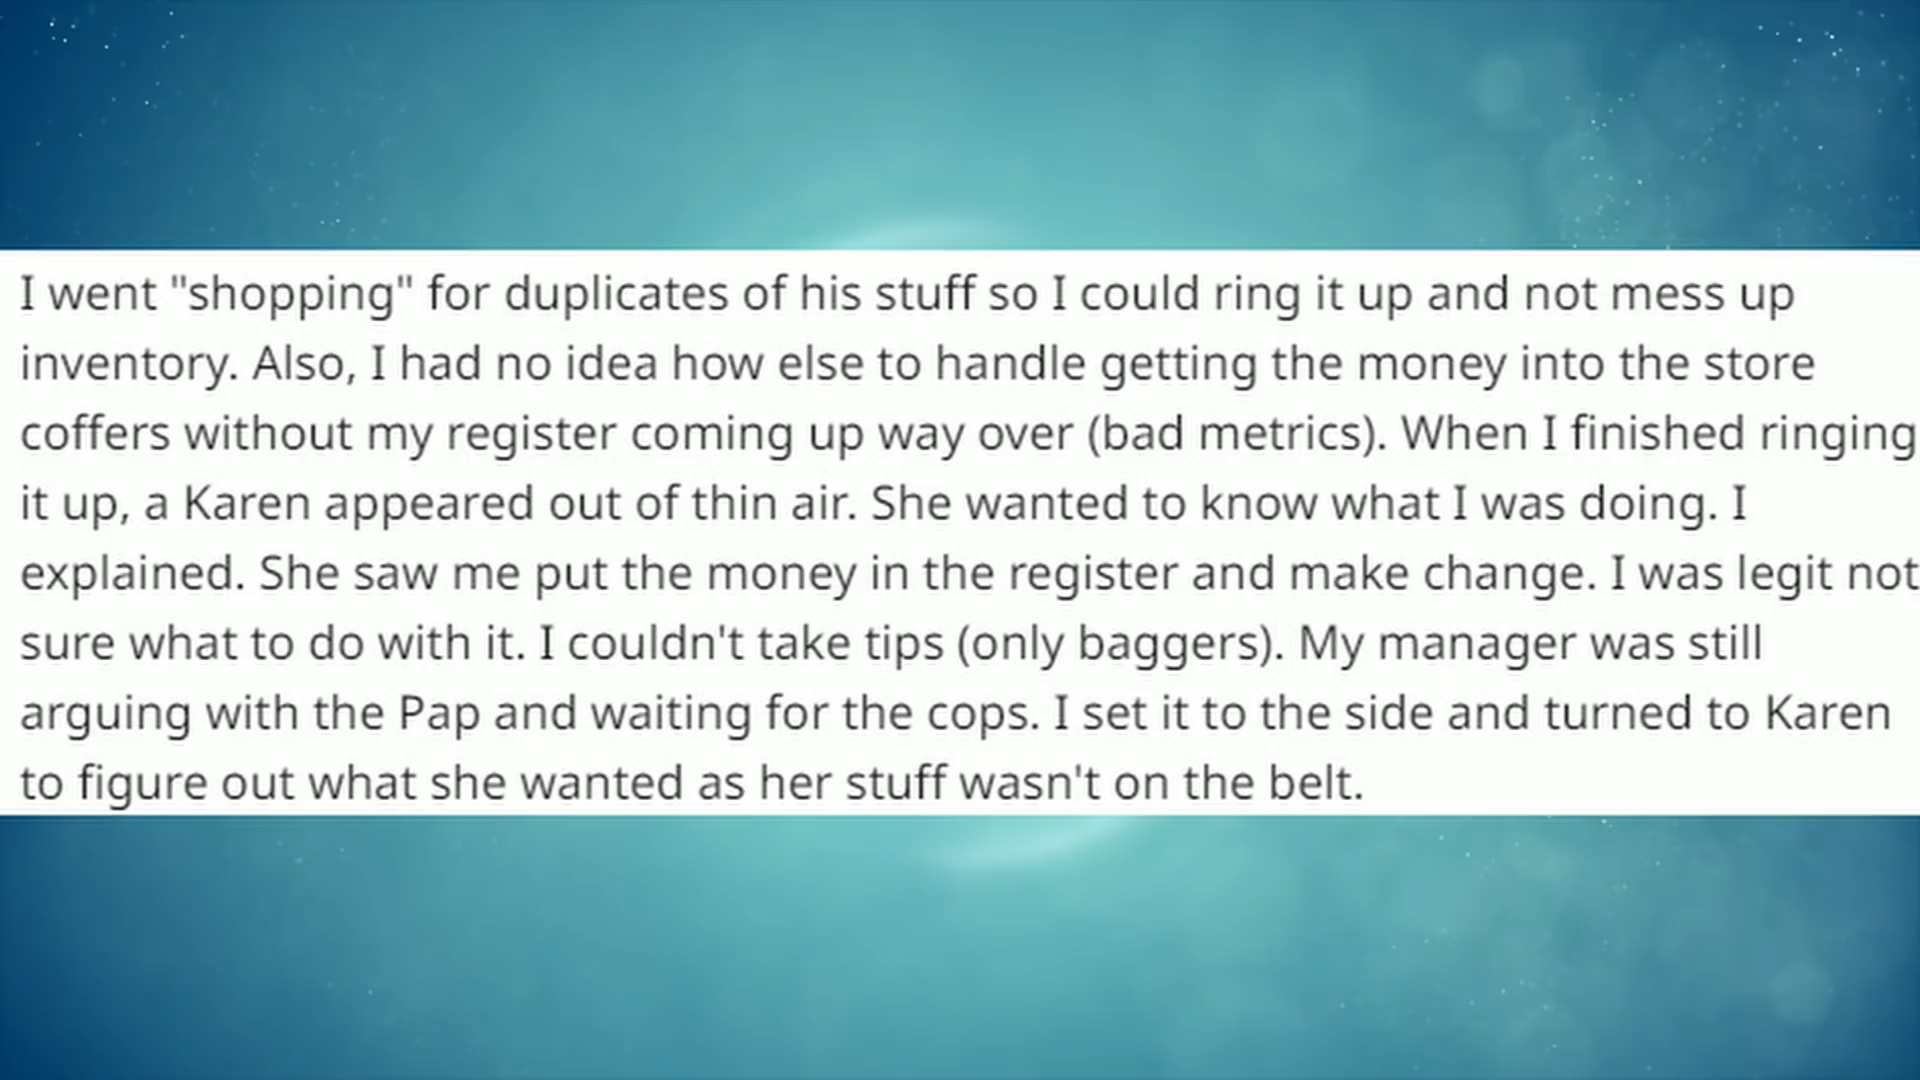 I went "shopping" for duplicates of his stuff so I could ring it up and not mess up
inventory. Also, I had no idea how else to handle getting the money into the store
coffers without my register coming up way over (bad metrics). When I finished ringing
it up, a Karen appeared out of thin air. She wanted to know what I was doing. I
explained. She saw me put the money in the register and make change. I was legit not
sure what to do with it. I couldn't take tips (only baggers). My manager was still
arguing with the Pap and waiting for the cops. I set it to the side and turned to Karen
to figure out what she wanted as her stuff wasn't on the belt.